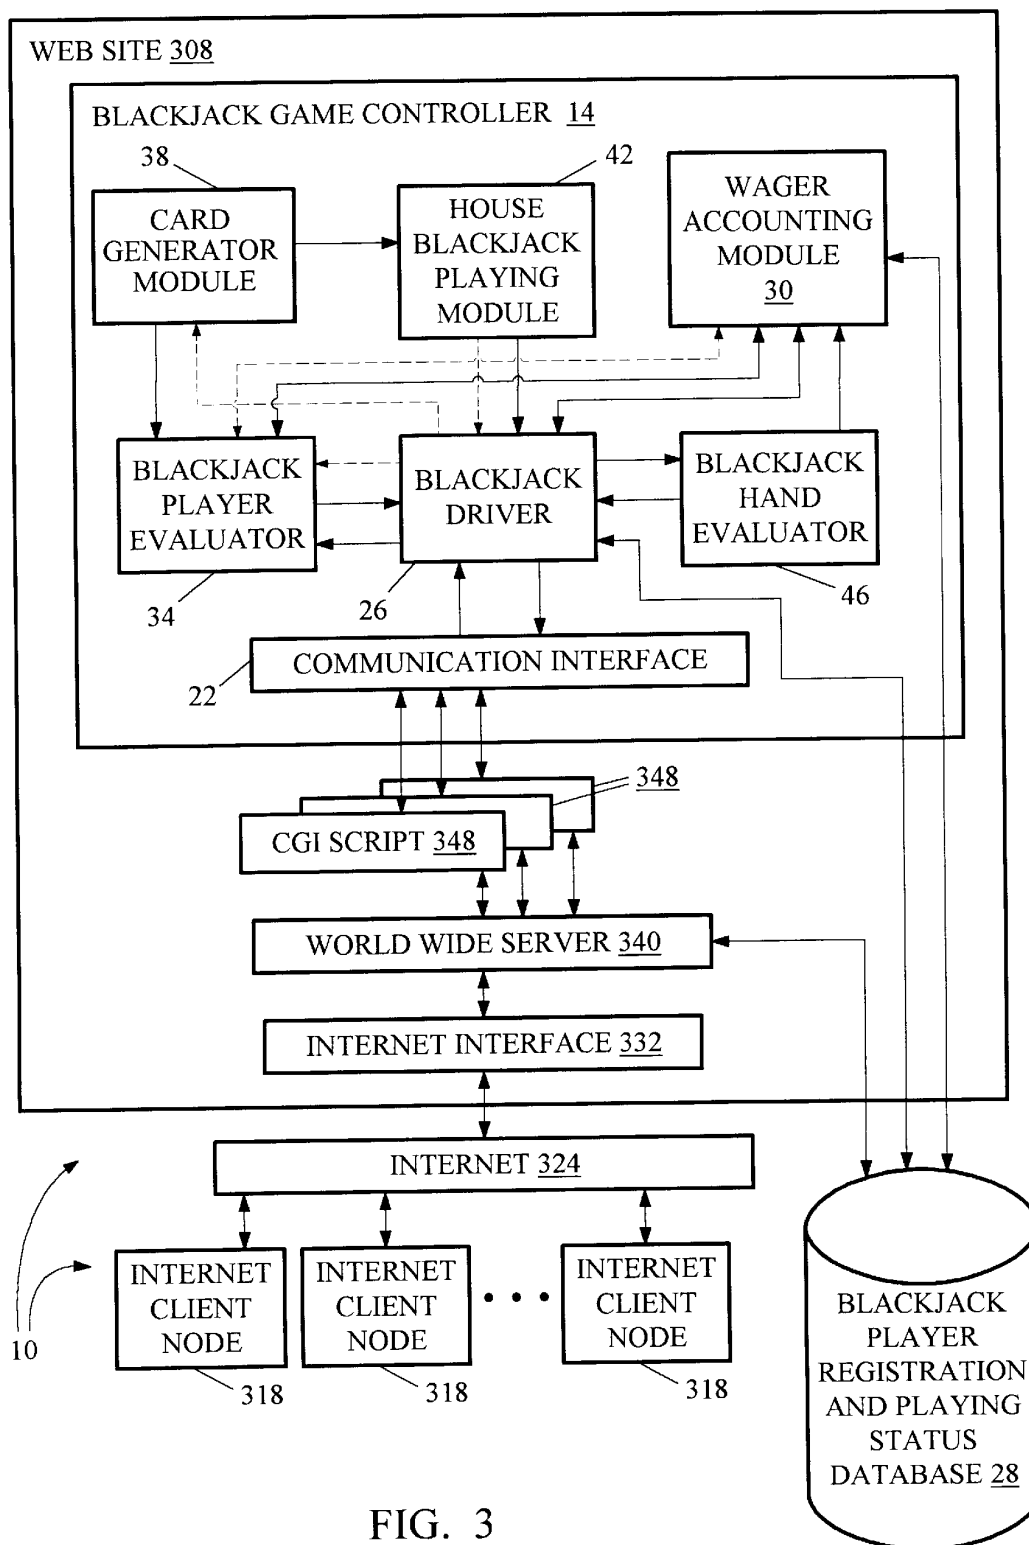 WEB SITE 308
BLACKJACK GAME CONTROLLER 14
38
42
CARD
GENERATOR
MODULE
HOUSE
BLACKJACK
PLAYING
MODULE
WAGER
ACCOUNTING
MODULE
30
BLACKJACK
PLAYER
EVALUATOR
BLACKJACK
DRIVER
BLACKJACK
HAND
EVALUATOR
34
26
46
COMMUNICATION INTERFACE
22
348
CGI SCRIPT 348
WORLD WIDE SERVER 340
INTERNET INTERFACE 332
INTERNET 324
INTERNET
CLIENT
NODE
INTERNET
CLIENT
NODE
• • •
INTERNET
CLIENT
NODE
10
318
318
318
BLACKJACK
PLAYER
REGISTRATION
AND PLAYING
STATUS
DATABASE 28
FIG. 3